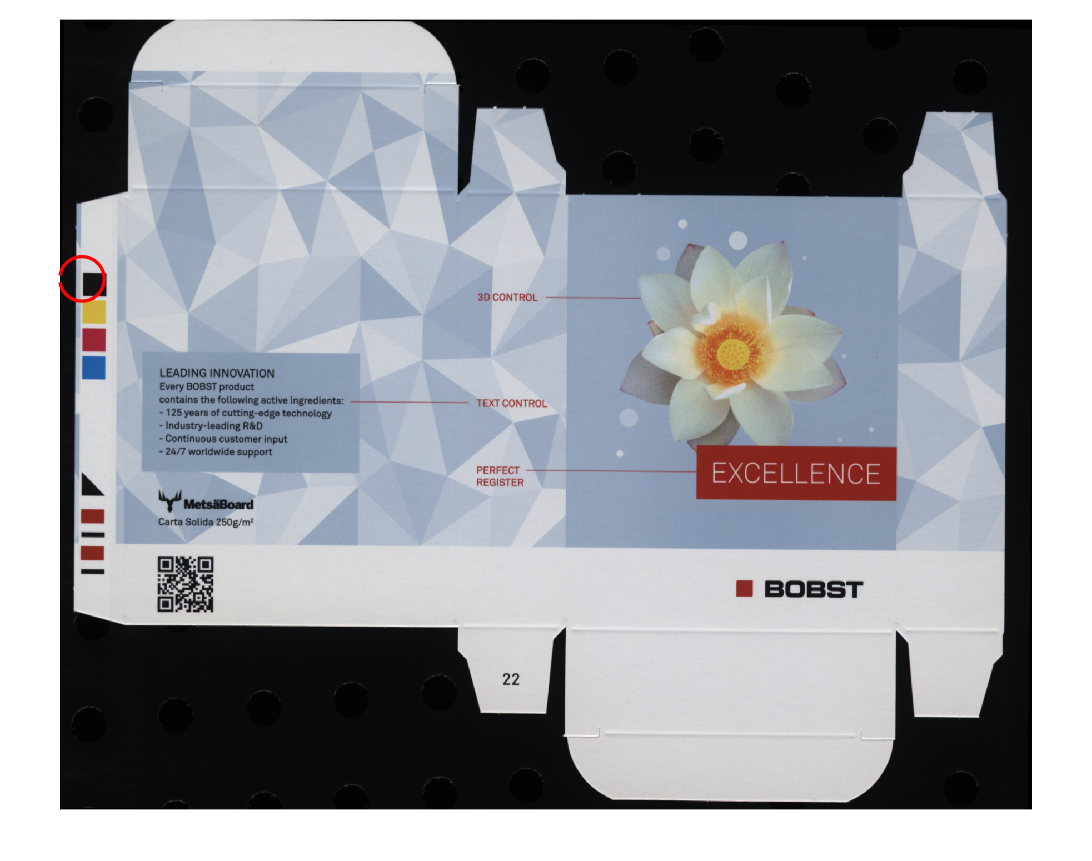 3D CONTROL
LEADING INNOVATION
Every BOBST product
contains the following active ingredients:
- 125 years of cutting-edge technology
- Industry-leading R&D
- Continuous customer input
- 24/7 worldwide support
TEXT CONTROL
PERFECT
REGISTER
EXCELLENCE
MetsäBoard
Carta Solida 250g/m²
BOBST
22